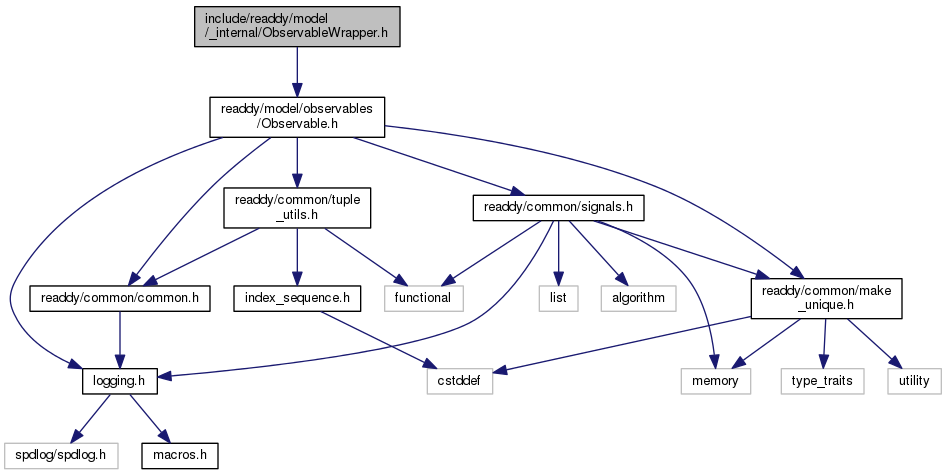 include/readdy/model
/_internal/ObservableWrapper.h
readdy/model/observables
/Observable.h
readdy/common/tuple
_utils.h
readdy/common/signals.h
readdy/common/common.h
index_sequence.h
functional
list
algorithm
readdy/common/make
_unique.h
logging.h
cstddef
memory
type_traits
utility
spdlog/spdlog.h
macros.h